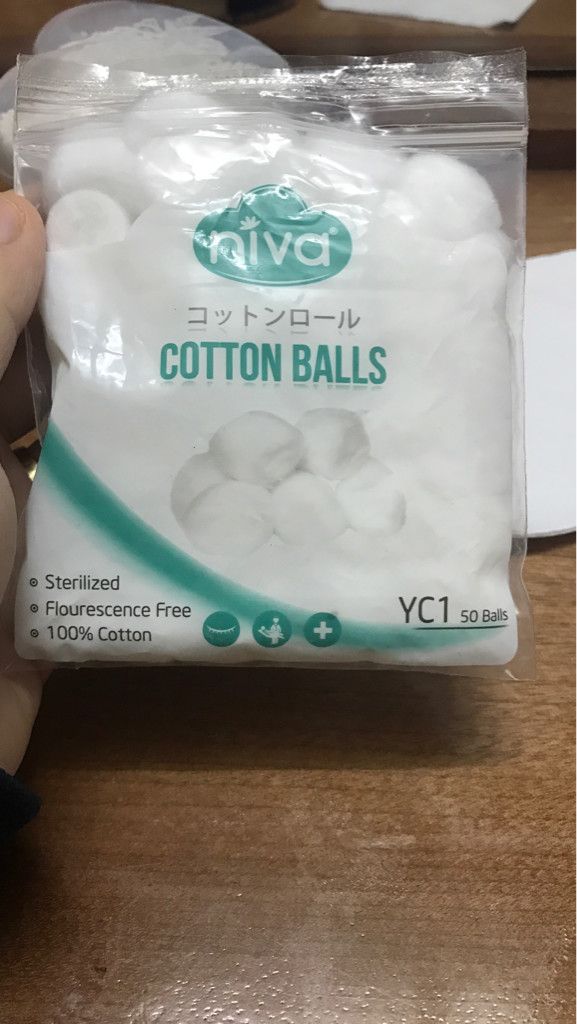 niva®
コットンロール
COTTON BALLS
Sterilized
Flourescence Free
100% Cotton
YC1 50 Balls